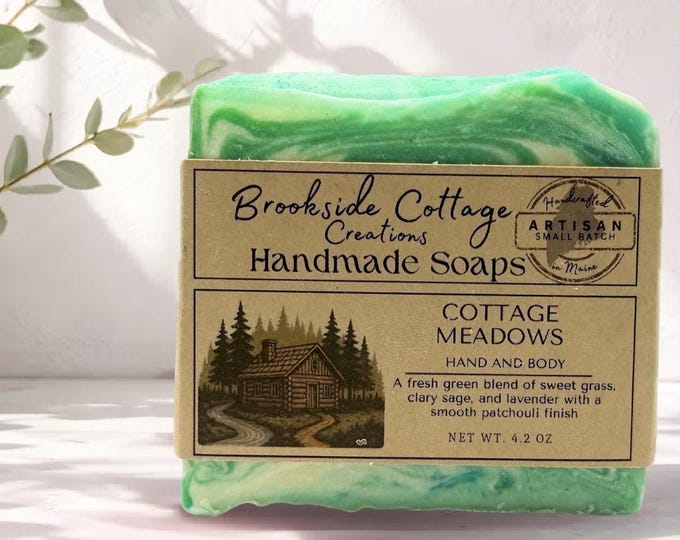 Brookside Cottage
Creations
Handmade Soaps
Handcrafted
ARTISAN
SMALL BATCH
in Maine
COTTAGE
MEADOWS
HAND AND BODY
A fresh green blend of sweet grass,
clary sage, and lavender with a
smooth patchouli finish
NET WT. 4.2 OZ